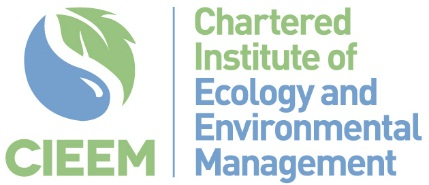 CIEEM
Chartered
Institute of
Ecology and
Environmental
Management